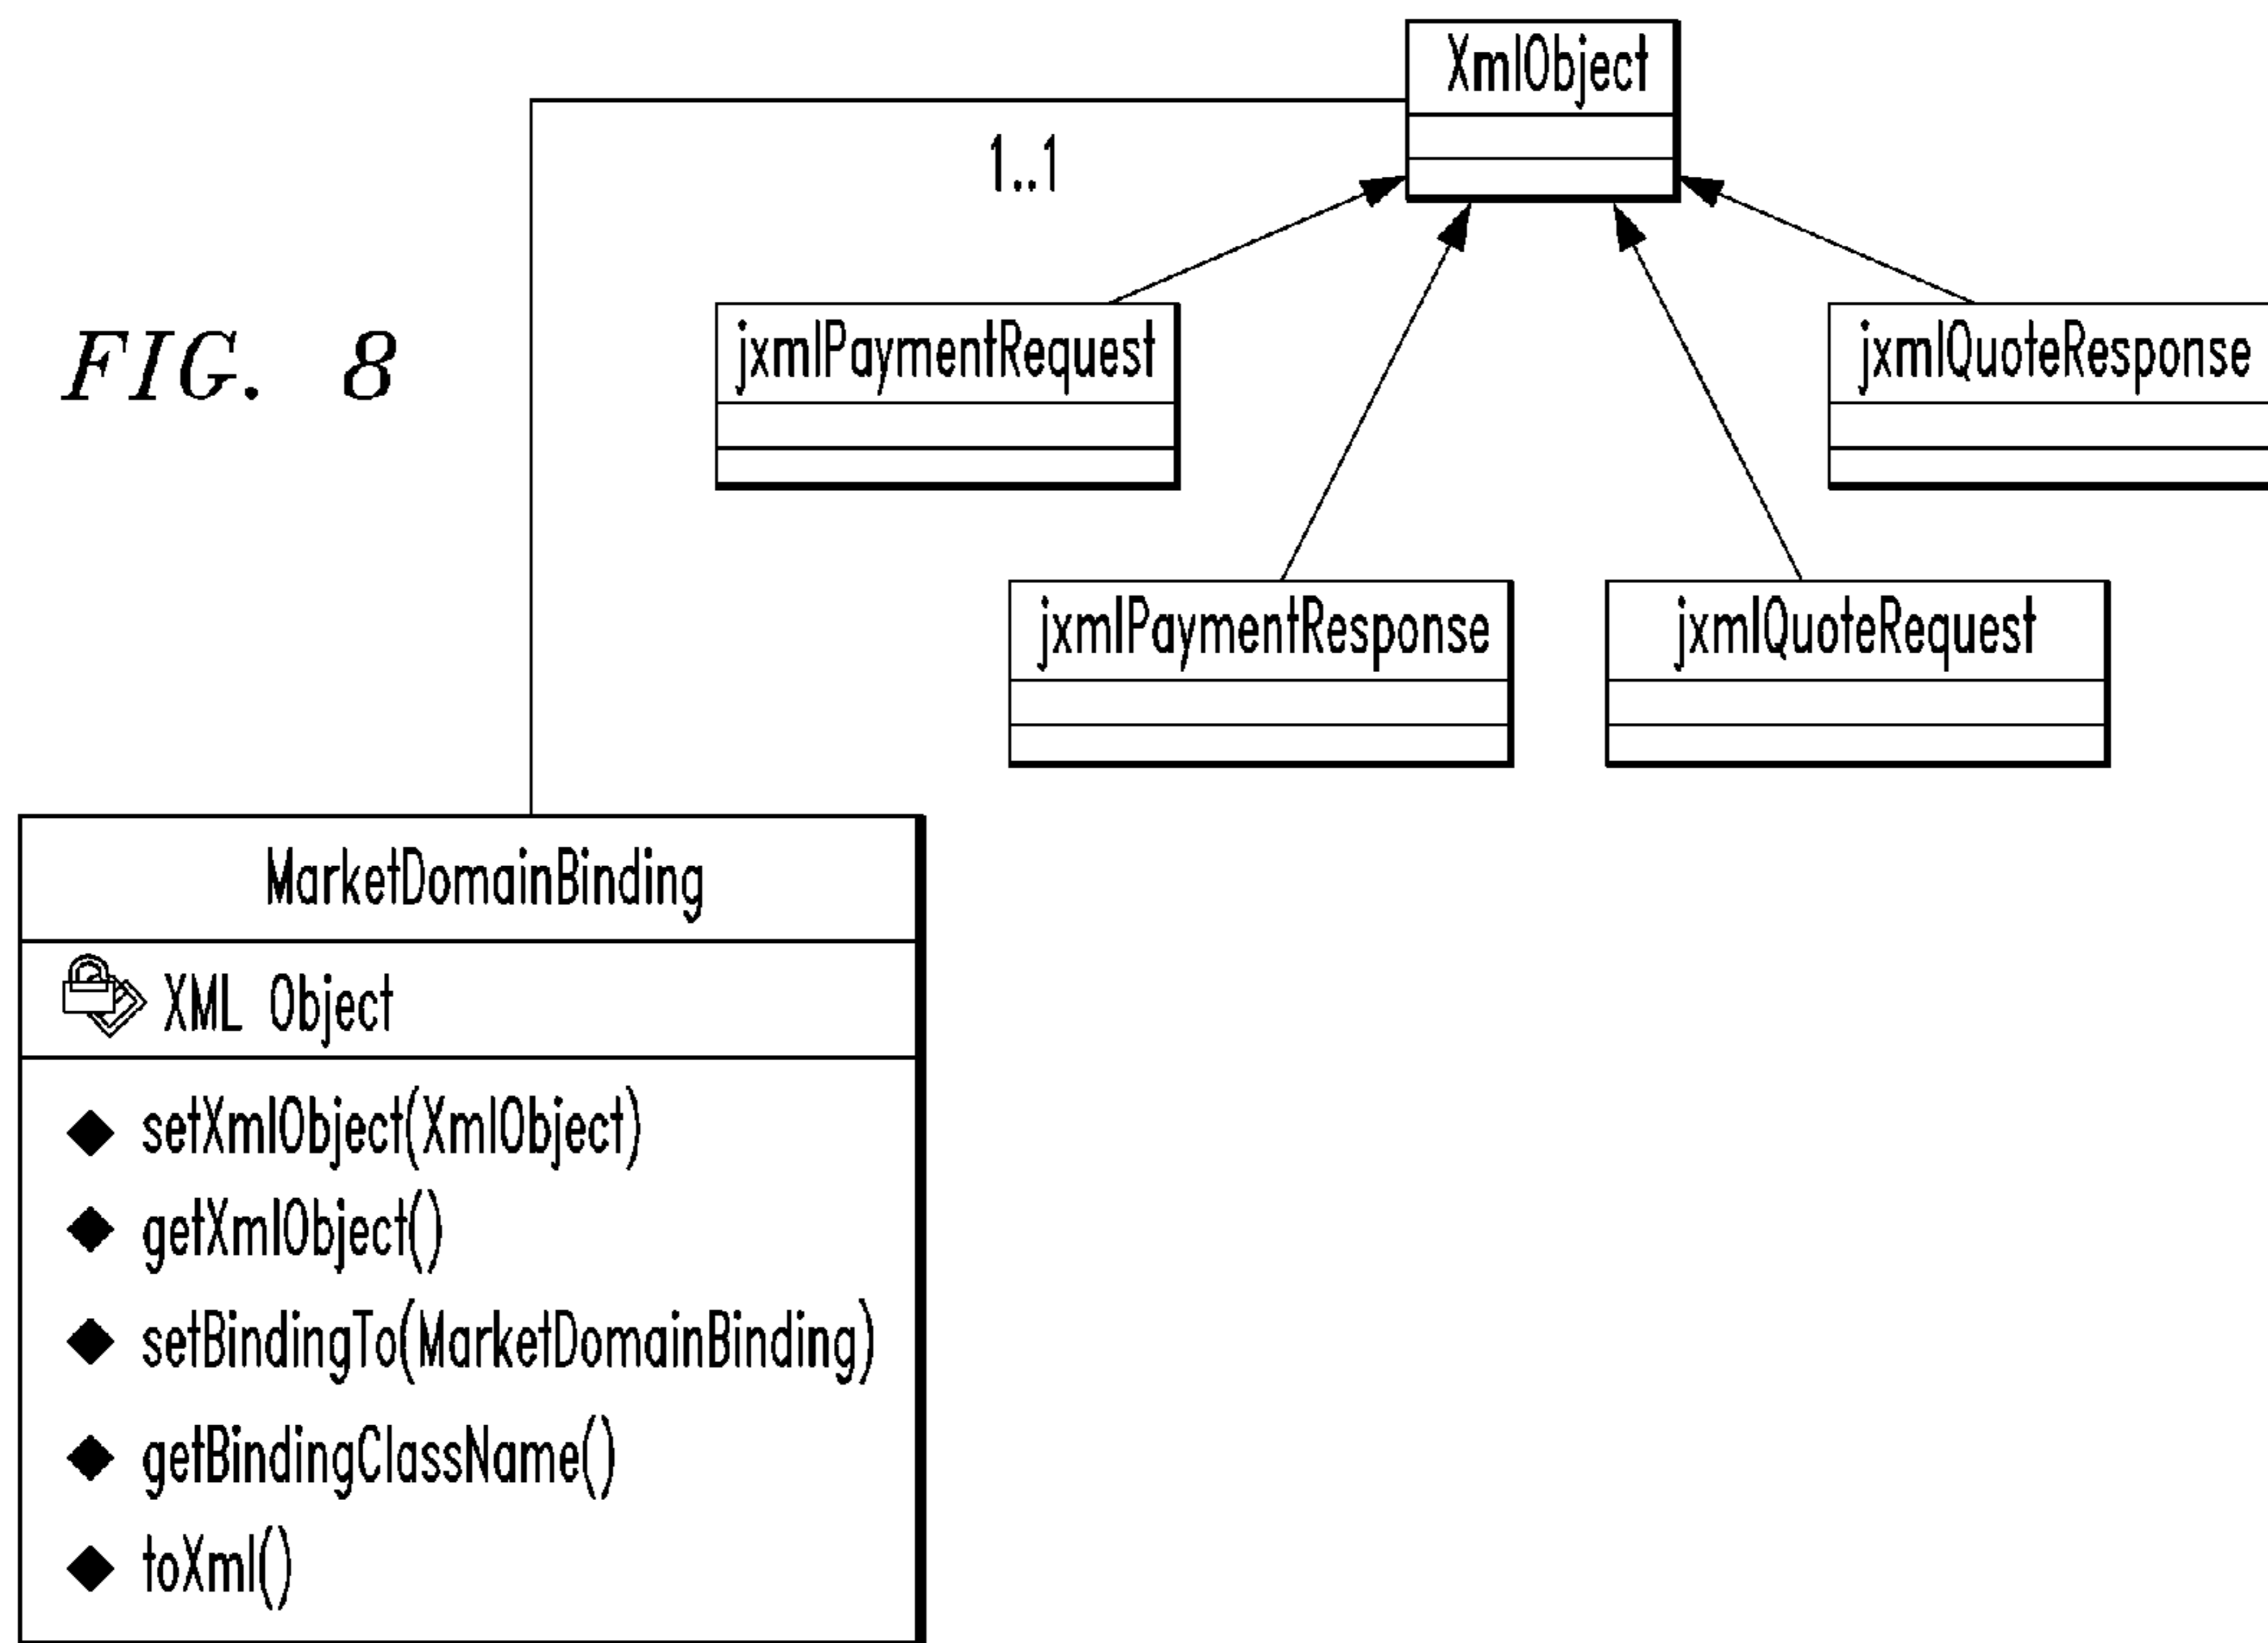 XmlObject
1..1
FIG. 8
jxmlPaymentRequest
jxmlQuoteResponse
jxmlPaymentResponse
jxmlQuoteRequest
MarketDomainBinding
XML Object
setXmlObject(XmlObject)
getXmlObject()
setBindingTo(MarketDomainBinding)
getBindingClassName()
toXml()